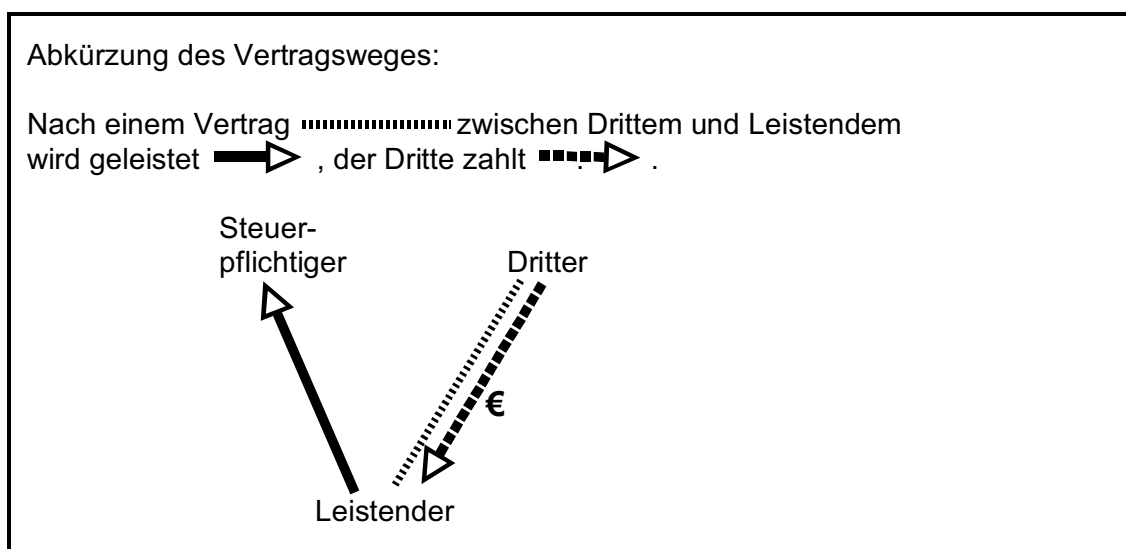 Abkürzung des Vertragsweges:
Nach einem Vertrag zwischen Drittem und Leistendem
wird geleistet , der Dritte zahlt .
Steuer-
pflichtiger
Dritter
€
Leistender